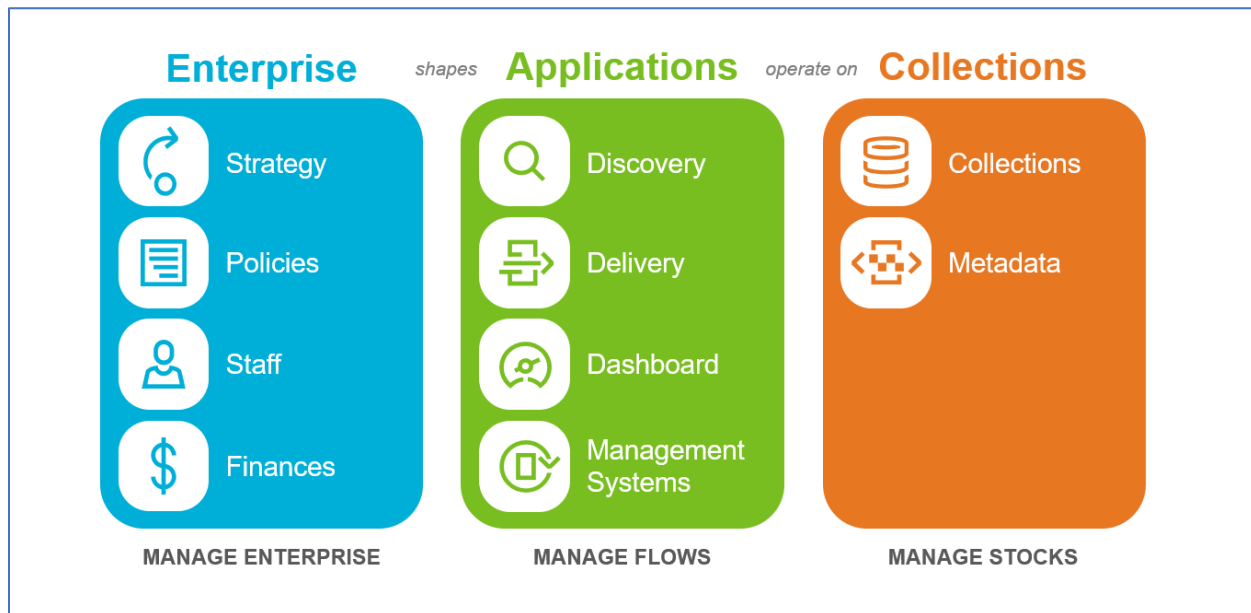 Enterprise shapes Applications operate on Collections
Strategy
Policies
Staff
Finances
Discovery
Delivery
Dashboard
Management
Systems
Collections
Metadata
MANAGE ENTERPRISE
MANAGE FLOWS
MANAGE STOCKS